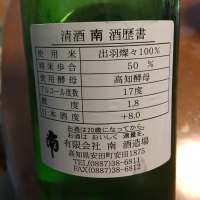 清酒 南 酒歴書
使用米 出羽燦々100%
精米歩合 50 %
使用酵母 高知酵母
アルコール度数 17度
酸度 1.8
日本酒度 +8.0
お酒は20歳になってから。
お酒は おいしく 適量を。
南 有限会社 南 酒造場
高知県安田町安田1875
TEL(0887)38-6811
FAX(0887)38-6812